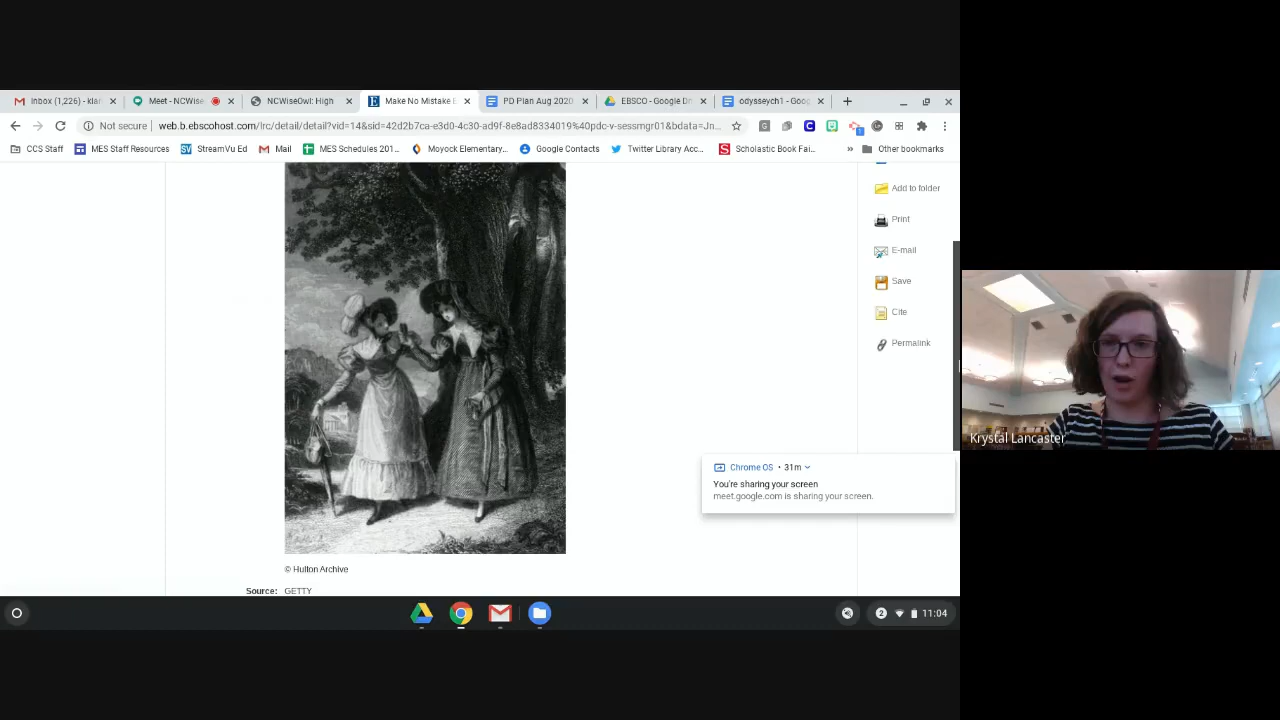 Inbox (1,226) - kian
Meet - NCWise
NCWiseOwl: High
Make No Mistake B
PD Plan Aug 2020
EBSCO - Google Dr
odysseych1 - Goog
Not secure
web.b.ebscohost.com/lrc/detail/detail?vid=14&sid=42d2b7ca-e3d0-4c30-ad9f-8e8ad8334019%40pdc-v-sessmgr01&bdata=Jn...
CCS Staff
MES Staff Resources
StreamVu Ed
Mail
MES Schedules 201...
Moyock Elementary...
Google Contacts
Twitter Library Acc...
Scholastic Book Fai...
»
Other bookmarks
Add to folder
Print
E-mail
Save
Cite
Permalink
Krystal Lancaster
Chrome OS • 31m
You're sharing your screen
meet.google.com is sharing your screen.
© Hulton Archive
Source: GETTY
2
11:04